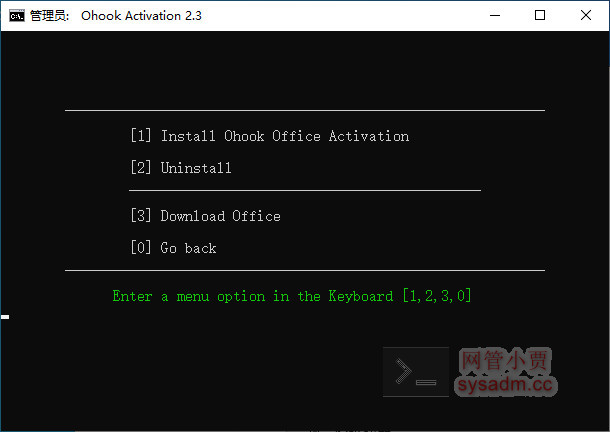 管理员: Ohook Activation 2.3
[1] Install Ohook Office Activation
[2] Uninstall
[3] Download Office
[0] Go back
Enter a menu option in the Keyboard [1,2,3,0]
网管小贾
sysadm.cc